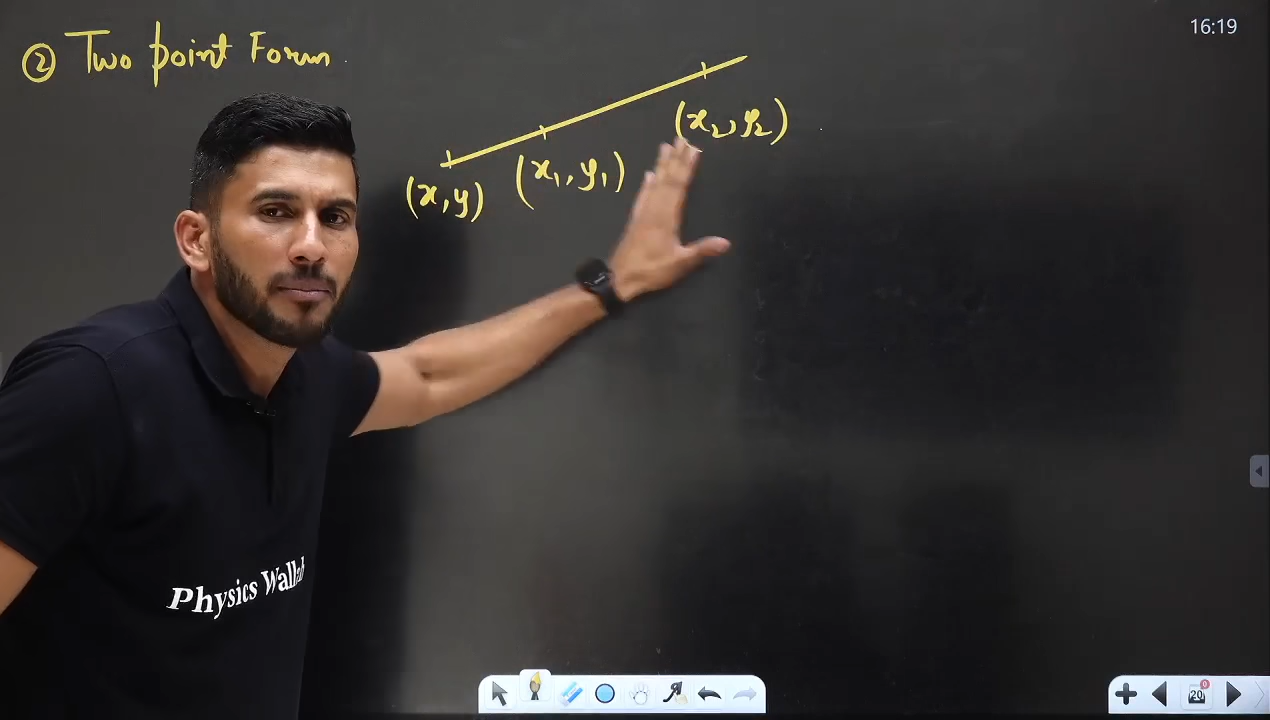 16:19
② Two point Form
(x₂, y₂)
(x₁, y₁)
(x, y)
Physics Wallah
20